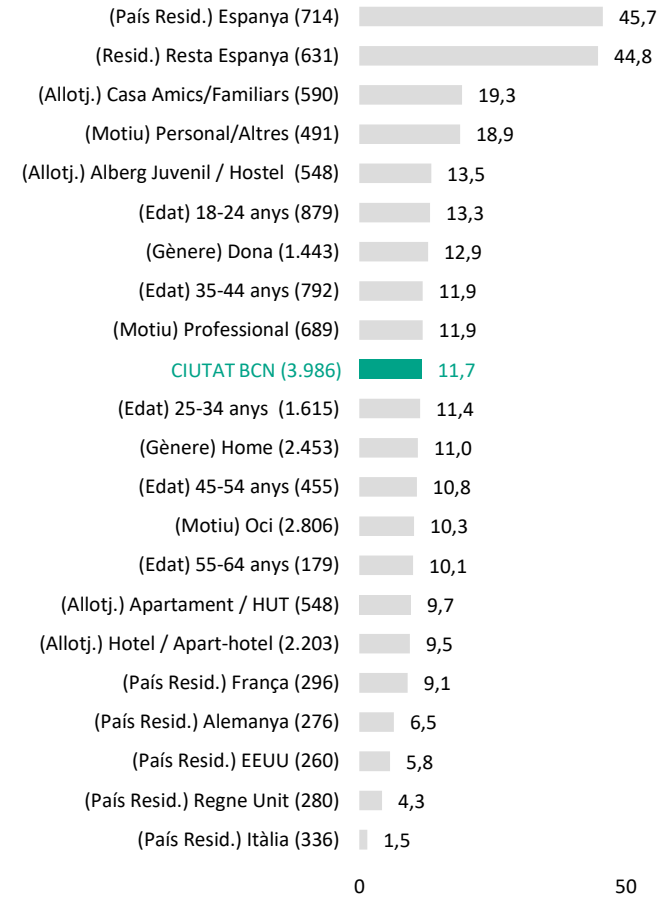 (País Resid.) Espanya (714) 45,7
(Resid.) Resta Espanya (631) 44,8
(Allotj.) Casa Amics/Familiars (590) 19,3
(Motiu) Personal/Altres (491) 18,9
(Allotj.) Alberg Juvenil / Hostel (548) 13,5
(Edat) 18-24 anys (879) 13,3
(Gènere) Dona (1.443) 12,9
(Edat) 35-44 anys (792) 11,9
(Motiu) Professional (689) 11,9
CIUTAT BCN (3.986) 11,7
(Edat) 25-34 anys (1.615) 11,4
(Gènere) Home (2.453) 11,0
(Edat) 45-54 anys (455) 10,8
(Motiu) Oci (2.806) 10,3
(Edat) 55-64 anys (179) 10,1
(Allotj.) Apartament / HUT (548) 9,7
(Allotj.) Hotel / Apart-hotel (2.203) 9,5
(País Resid.) França (296) 9,1
(País Resid.) Alemanya (276) 6,5
(País Resid.) EEUU (260) 5,8
(País Resid.) Regne Unit (280) 4,3
(País Resid.) Itàlia (336) 1,5
0 50